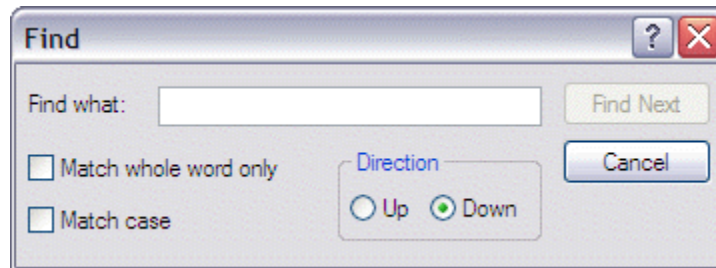 Find
Find what:
Find Next
Match whole word only
Direction
Cancel
Match case
Up
Down